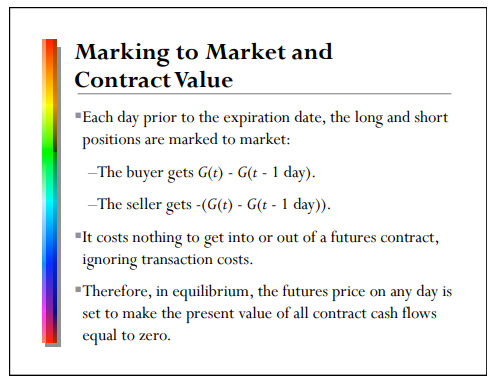 Marking to Market and
Contract Value
▪Each day prior to the expiration date, the long and short
positions are marked to market:
–The buyer gets G(t) - G(t - 1 day).
–The seller gets -(G(t) - G(t - 1 day)).
▪It costs nothing to get into or out of a futures contract,
ignoring transaction costs.
▪Therefore, in equilibrium, the futures price on any day is
set to make the present value of all contract cash flows
equal to zero.